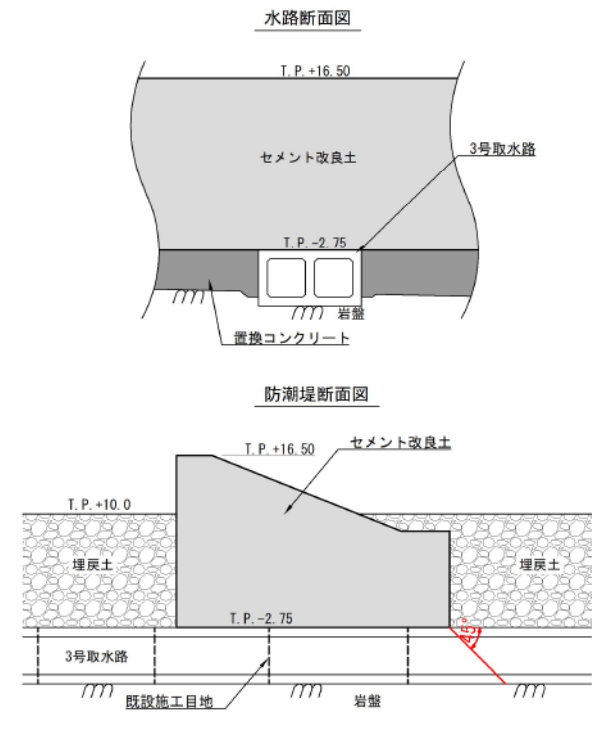 水路断面図
T.P.+16.50
セメント改良土
3号取水路
T.P.-2.75
岩盤
置換コンクリート
防潮堤断面図
T.P.+16.50
セメント改良土
T.P.+10.0
埋戻土
埋戻土
T.P.-2.75
45°
3号取水路
既設施工目地
岩盤